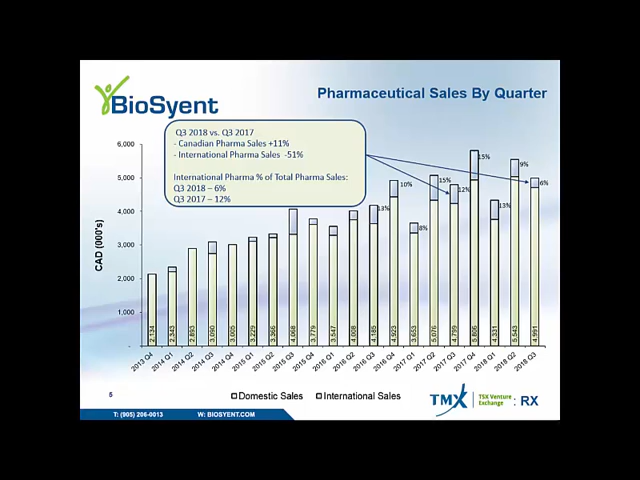 BioSyent
Pharmaceutical Sales By Quarter
Q3 2018 vs. Q3 2017
- Canadian Pharma Sales +11%
- International Pharma Sales -51%
International Pharma % of Total Pharma Sales:
Q3 2018 – 6%
Q3 2017 – 12%
CAD (000's)
6,000
5,000
4,000
3,000
2,000
1,000
-
13%
10%
8%
15%
12%
15%
13%
9%
6%
2,134
2,343
2,893
3,090
3,005
3,229
3,366
4,068
3,779
3,547
4,008
4,185
4,923
3,653
5,076
4,799
5,806
4,331
5,543
4,991
2013 Q4
2014 Q1
2014 Q2
2014 Q3
2014 Q4
2015 Q1
2015 Q2
2015 Q3
2015 Q4
2016 Q1
2016 Q2
2016 Q3
2016 Q4
2017 Q1
2017 Q2
2017 Q3
2017 Q4
2018 Q1
2018 Q2
2018 Q3
5
Domestic Sales
International Sales
TMX
TSX Venture
Exchange
: RX
T: (905) 206-0013
W: BIOSYENT.COM